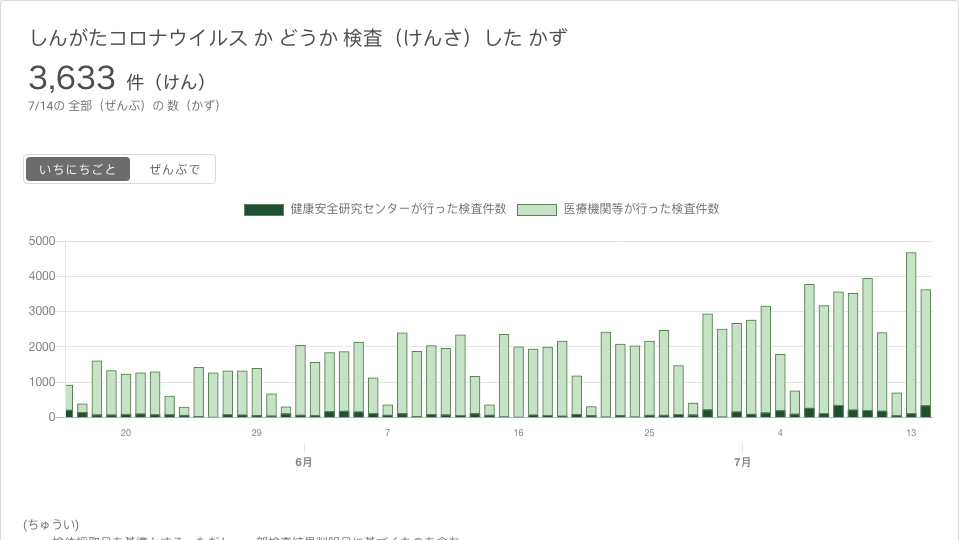 しんがたコロナウイルス か どうか 検査（けんさ）した かず
3,633 件（けん）
7/14の 全部（ぜんぶ）の 数（かず）
いちにちごと ぜんぶで
健康安全研究センターが行った検査件数 医療機関等が行った検査件数
5000
4000
3000
2000
1000
0
20 29 7 16 25 4 13
6月 7月
(ちゅうい)